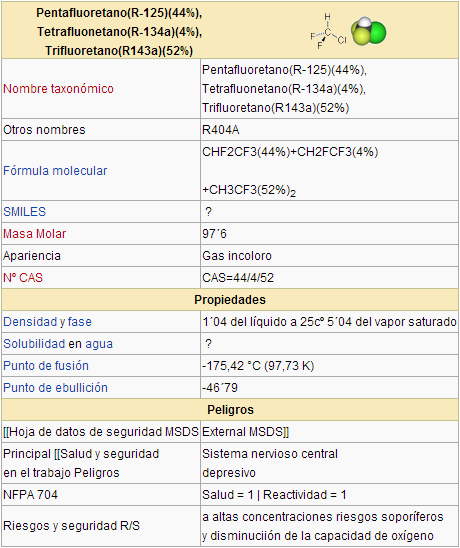 Pentafluoretano(R-125)(44%),
Tetrafluonetano(R-134a)(4%),
Trifluoretano(R143a)(52%)
H
F
F
Cl
Nombre taxonómico
Pentafluoretano(R-125)(44%),
Tetrafluonetano(R-134a)(4%),
Trifluoretano(R143a)(52%)
Otros nombres R404A
Fórmula molecular
CHF2CF3(44%)+CH2FCF3(4%)
+CH3CF3(52%)2
SMILES ?
Masa Molar 97´6
Apariencia Gas incoloro
Nº CAS CAS=44/4/52
Propiedades
Densidad y fase 1´04 del líquido a 25cº 5´04 del vapor saturado
Solubilidad en agua ?
Punto de fusión -175,42 °C (97,73 K)
Punto de ebullición -46´79
Peligros
[[Hoja de datos de seguridad MSDS External MSDS]]
Principal [[Salud y seguridad
en el trabajo Peligros
Sistema nervioso central
depresivo
NFPA 704 Salud = 1 | Reactividad = 1
Riesgos y seguridad R/S
a altas concentraciones riesgos soporíferos
y disminuciión de la capacidad de oxígeno